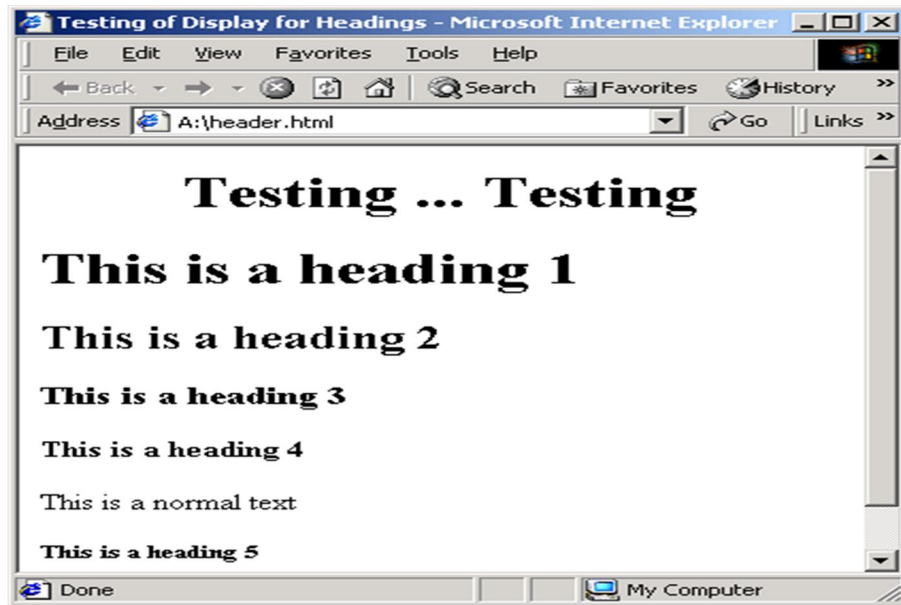 Testing of Display for Headings - Microsoft Internet Explorer
File Edit View Favorites Tools Help
Back Search Favorites History »
Address A:\header.html Go Links »
Testing ... Testing
This is a heading 1
This is a heading 2
This is a heading 3
This is a heading 4
This is a normal text
This is a heading 5
Done My Computer